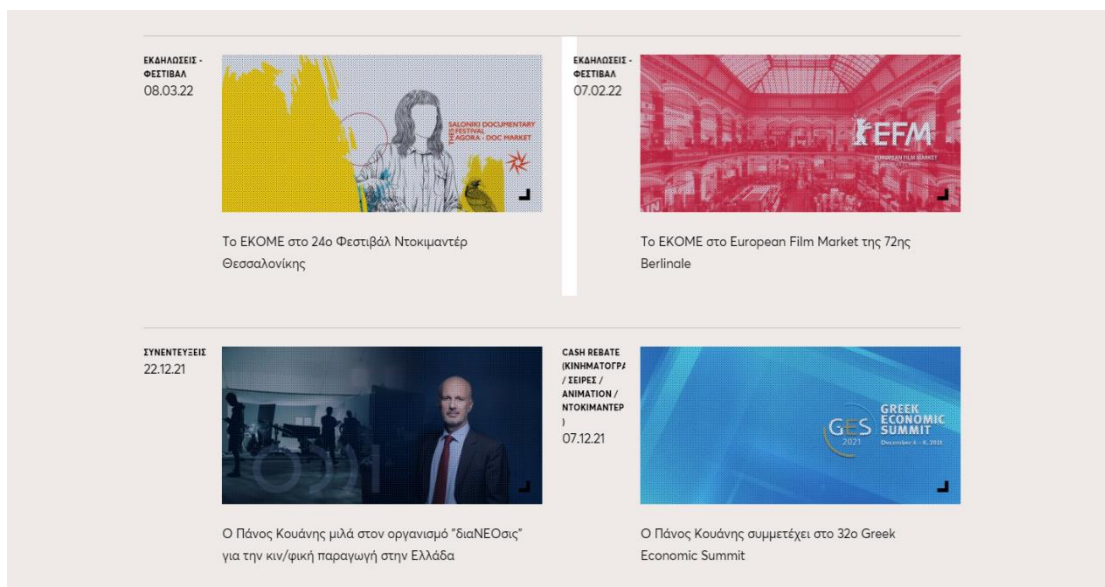 ΕΚΔΗΛΩΣΕΙΣ -
ΦΕΣΤΙΒΑΛ
08.03.22
SALONIKI DOCUMENTARY
THES
FESTIVAL
AGORA - DOC MARKET
Το ΕΚΟΜΕ στο 24ο Φεστιβάλ Ντοκιμαντέρ
Θεσσαλονίκης
ΕΚΔΗΛΩΣΕΙΣ -
ΦΕΣΤΙΒΑΛ
07.02.22
EFM
EUROPEAN FILM MARKET
Το ΕΚΟΜΕ στο European Film Market της 72ης
Berlinale
ΣΥΝΕΝΤΕΥΞΕΙΣ
22.12.21
Ο Πάνος Κουάνης μιλά στον οργανισμό "διαΝΕΟσις"
για την κιν/φική παραγωγή στην Ελλάδα
CASH REBATE
(ΚΙΝΗΜΑΤΟΓΡΑ
/ ΣΕΙΡΕΣ /
ANIMATION /
ΝΤΟΚΙΜΑΝΤΕΡ
)
07.12.21
GES
2021
GREEK
ECONOMIC
SUMMIT
Ο Πάνος Κουάνης συμμετέχει στο 32ο Greek
Economic Summit